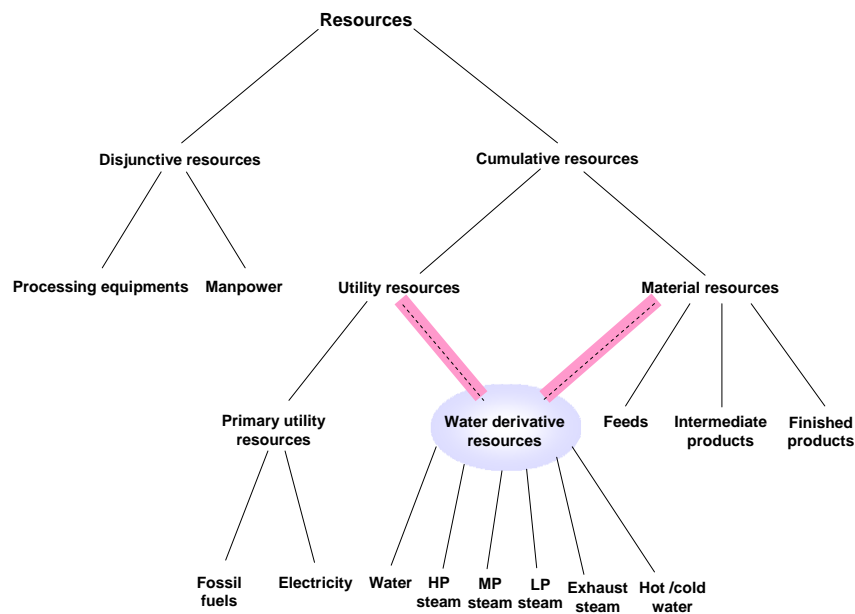 Resources
Disjunctive resources
Cumulative resources
Processing equipments
Manpower
Utility resources
Material resources
Primary utility
resources
Water derivative
resources
Feeds
Intermediate
products
Finished
products
Fossil
fuels
Electricity
Water
HP
steam
MP
steam
LP
steam
Exhaust
steam
Hot /cold
water